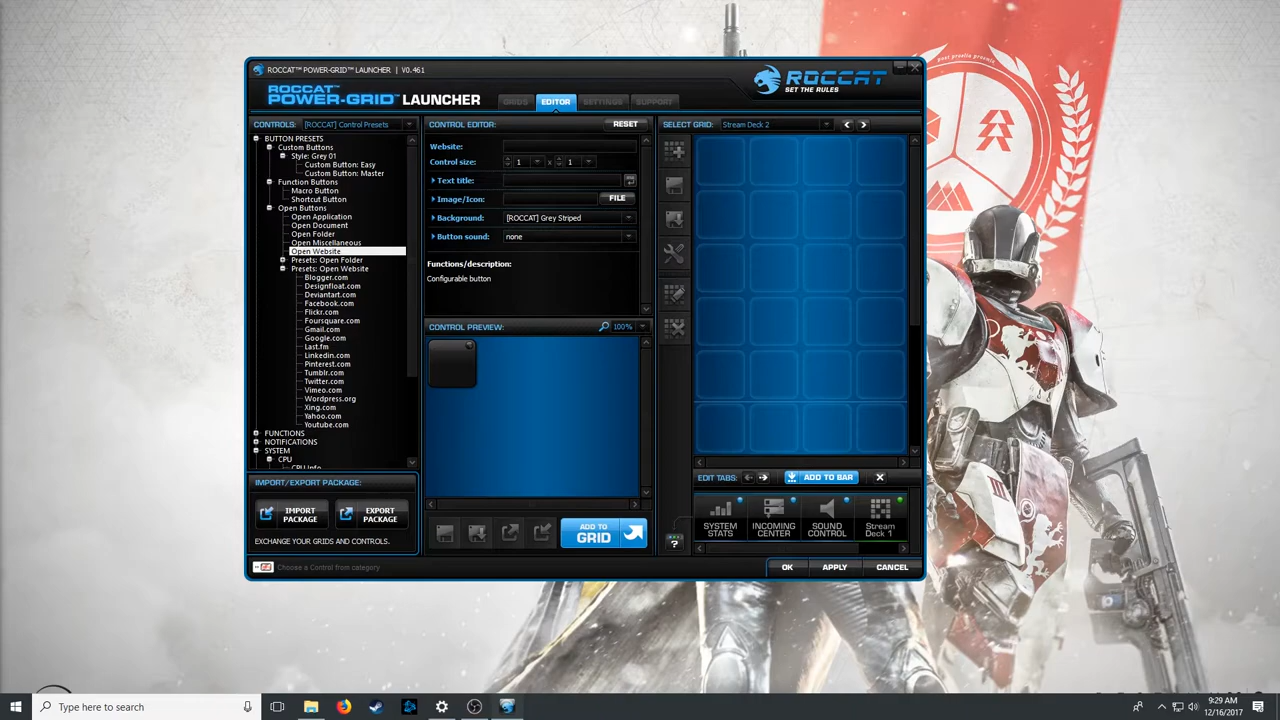 ROCCAT™ POWER-GRID™ LAUNCHER | V0.461
ROCCAT™
POWER-GRID™ LAUNCHER
GRIDS
EDITOR
SETTINGS
SUPPORT
ROCCAT
SET THE RULES
CONTROLS:
[ROCCAT] Control Presets
BUTTON PRESETS
Custom Buttons
Style: Grey 01
Custom Button: Easy
Custom Button: Master
Function Buttons
Macro Button
Shortcut Button
Open Buttons
Open Application
Open Document
Open Folder
Open Miscellaneous
Open Website
Presets: Open Folder
Presets: Open Website
Blogger.com
Designfloat.com
Deviantart.com
Facebook.com
Flickr.com
Foursquare.com
Gmail.com
Google.com
Last.fm
Linkedin.com
Pinterest.com
Tumblr.com
Twitter.com
Vimeo.com
Wordpress.org
Xing.com
Yahoo.com
Youtube.com
FUNCTIONS
NOTIFICATIONS
SYSTEM
CPU
CPU info
IMPORT/EXPORT PACKAGE:
IMPORT
PACKAGE
EXPORT
PACKAGE
EXCHANGE YOUR GRIDS AND CONTROLS.
CONTROL EDITOR:
RESET
Website:
Control size:
1 x 1
Text title:
Image/Icon:
FILE
Background:
[ROCCAT] Grey Striped
Button sound:
none
Functions/description:
Configurable button
CONTROL PREVIEW:
100%
ADD TO
GRID
SELECT GRID:
Stream Deck 2
EDIT TABS:
ADD TO BAR
SYSTEM
STATS
INCOMING
CENTER
SOUND
CONTROL
Stream
Deck 1
?
Choose a Control from category
OK
APPLY
CANCEL
Type here to search
9:29 AM
12/16/2017